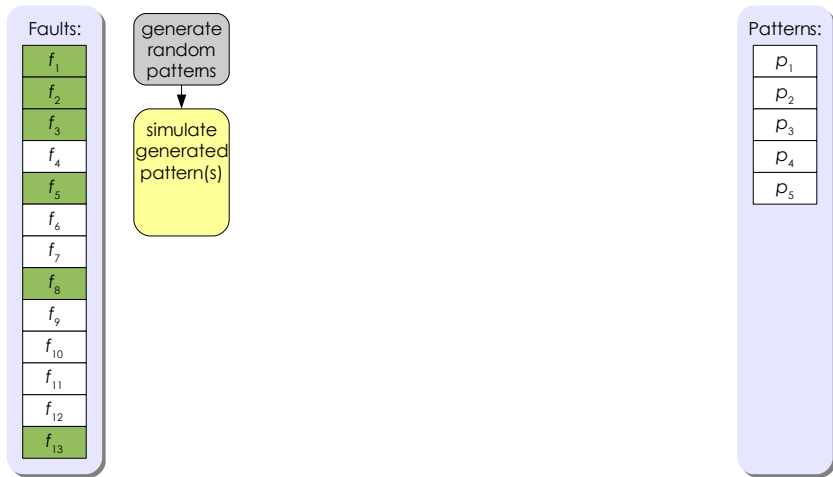 Faults:
f1
f2
f3
f4
f5
f6
f7
f8
f9
f10
f11
f12
f13
generate
random
patterns
simulate
generated
pattern(s)
Patterns:
p1
p2
p3
p4
p5